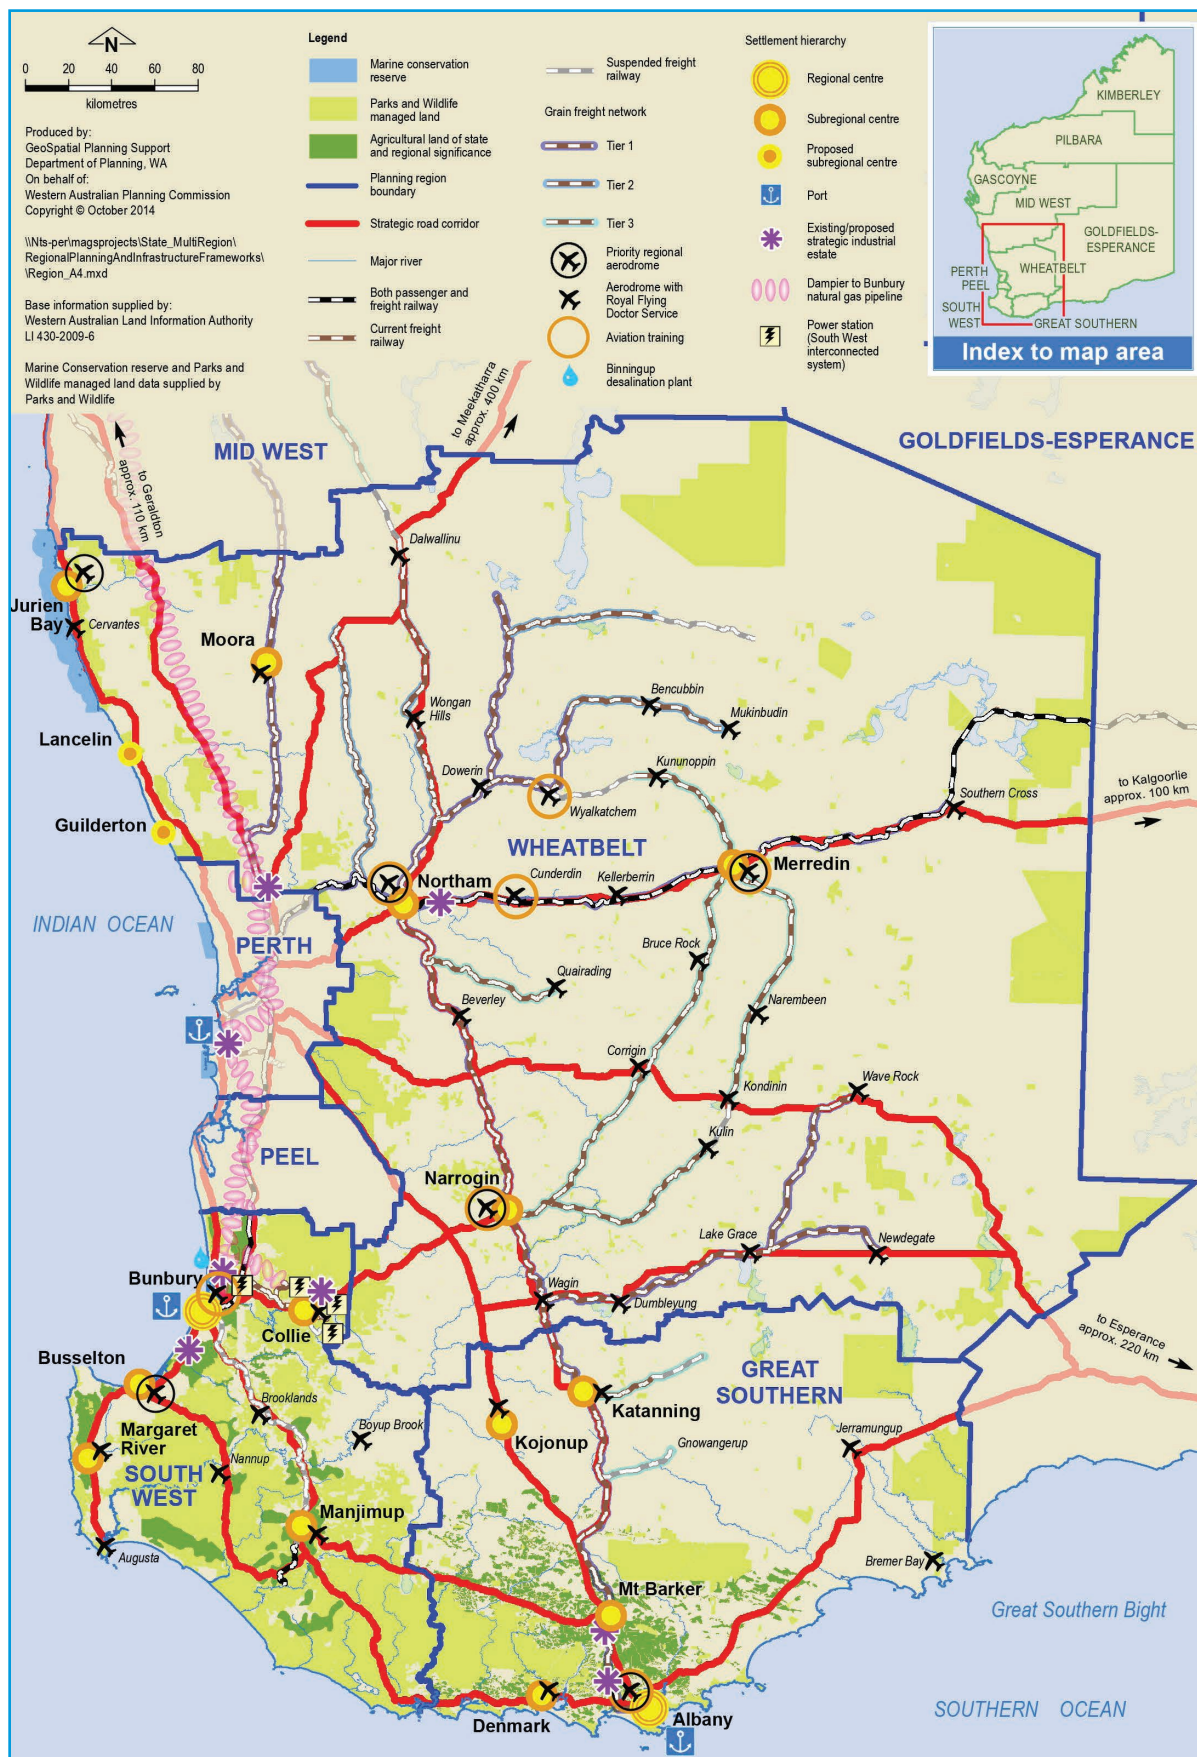 N
0 20 40 60 80
kilometres
Produced by:
GeoSpatial Planning Support
Department of Planning, WA
On behalf of:
Western Australian Planning Commission
Copyright © October 2014
\\Nts-per\magsprojects\State_MultiRegion\
RegionalPlanningAndInfrastructureFrameworks\
\Region_A4.mxd
Base information supplied by:
Western Australian Land Information Authority
LI 430-2009-6
Marine Conservation reserve and Parks and
Wildlife managed land data supplied by
Parks and Wildlife
Legend
Marine conservation
reserve
Parks and Wildlife
managed land
Agricultural land of state
and regional significance
Planning region
boundary
Strategic road corridor
Major river
Both passenger and
freight railway
Current freight
railway
Suspended freight
railway
Grain freight network
Tier 1
Tier 2
Tier 3
Priority regional
aerodrome
Aerodrome with
Royal Flying
Doctor Service
Aviation training
Binningup
desalination plant
Settlement hierarchy
Regional centre
Subregional centre
Proposed
subregional centre
Port
Existing/proposed
strategic industrial
estate
Dampier to Bunbury
natural gas pipeline
Power station
(South West
interconnected
system)
KIMBERLEY
PILBARA
GASCOYNE
MID WEST
GOLDFIELDS-
ESPERANCE
WHEATBELT
PERTH
PEEL
SOUTH
WEST
GREAT SOUTHERN
Index to map area
to Geraldton
approx. 110 km
MID WEST
to Meekatharra
approx. 400 km
GOLDFIELDS-ESPERANCE
Dalwallinu
Jurien
Bay
Cervantes
Moora
Wongan
Hills
Bencubbin
Mukinbudin
Lancelin
Dowerin
Kununoppin
Wyalkatchem
Southern Cross
to Kalgoorlie
approx. 100 km
Guilderton
WHEATBELT
Merredin
Northam
Cunderdin
Kellerberrin
INDIAN OCEAN
PERTH
Bruce Rock
Quairading
Beverley
Narembeen
Corrigin
Kondinin
Wave Rock
Kulin
PEEL
Narrogin
Lake Grace
Newdegate
Bunbury
Wagin
Dumbleyung
Collie
to Esperance
approx. 220 km
Busselton
GREAT
SOUTHERN
Brooklands
Katanning
Margaret
River
Boyup Brook
Kojonup
Gnowangerup
Jerramungup
Nannup
SOUTH
WEST
Manjimup
Augusta
Bremer Bay
Mt Barker
Great Southern Bight
Denmark
Albany
SOUTHERN OCEAN